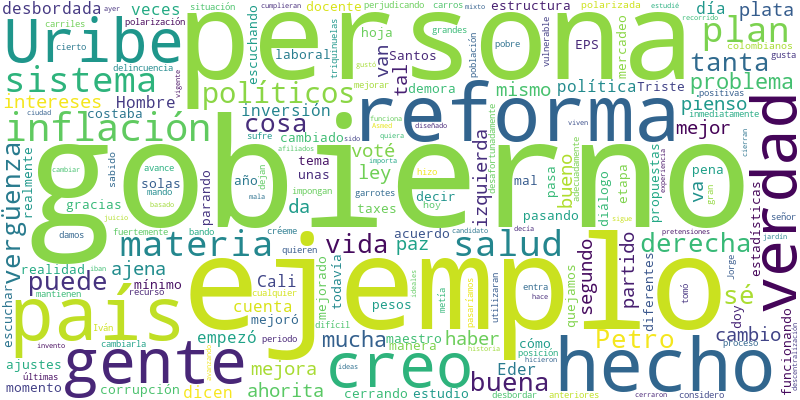 gobierno
ejemplo
persona
reforma
verdad
hecho
país
gente
creo
Uribe
inflación
sistema
materia
salud
políticos
plan
derecha
Petro
vida
puede
buena
mucha
cosa
vergüenza
tanta
problema
izquierda
segundo
partido
cambio
sé
mejor
intereses
inversión
ajena
ahorita
mejora
empezó
Cali
Hombre
desbordada
veces
plata
día
mismo
pienso
política
Santos
Triste
EPS
estructura
docente
laboral
escuchando
polarización
situación
cumplieran
perjudicando
carros
mixto
polarizada
estudié
recorrido
ayer
carriles
cierto
delincuencia
triquiñuelas
hoja
grandes
pobre
vulnerable
mercadeo
colombianos
gusta
positivas
inmediatamente
población
demora
mejorar
gustó
vigente
costaba
ciudad
van
tal
voté
ley
da
paz
bueno
va
pena
gran
etapa
propuestas
estadísticas
señor
experiencia
cierran
viven
funciona
Aimed
diseñado
quiera
sido
cambiado
sufre
afiliados
importa
desafortunadamente
adecuadamente
pasa
mal
hizo
garrotes
impongan
dejan
tema
unas
año
parando
solas
sabido
avance
mando
basado
mala
juicio
cambiar
realmente
gracias
damos
fuertemente
bando
decir
hoy
taxes
dialogo
pasando
sigue
pretensiones
jardín
Jorge
doy
diferentes
quejamos
funcionando
descentralización
proceso
tomó
considero
anteriores
desbordar
hicieron
posición
cómo
haber
Eder
entra
hace
utilizaran
pasaríamos
ideales
metía
manera
maestro
acuerdo
candidato
decía
créeme
quieren
todavía
mejorado
pesos
difícil
cualquier
cuenta
mínimo
recurso
iban
realidad
mantienen
escuchar
Iván
cambiarla
invento
ajustes
últimas
momento
corrupción
dicen
mejoró
periodo
cerrando
estudio
ideas
historia
cerraron